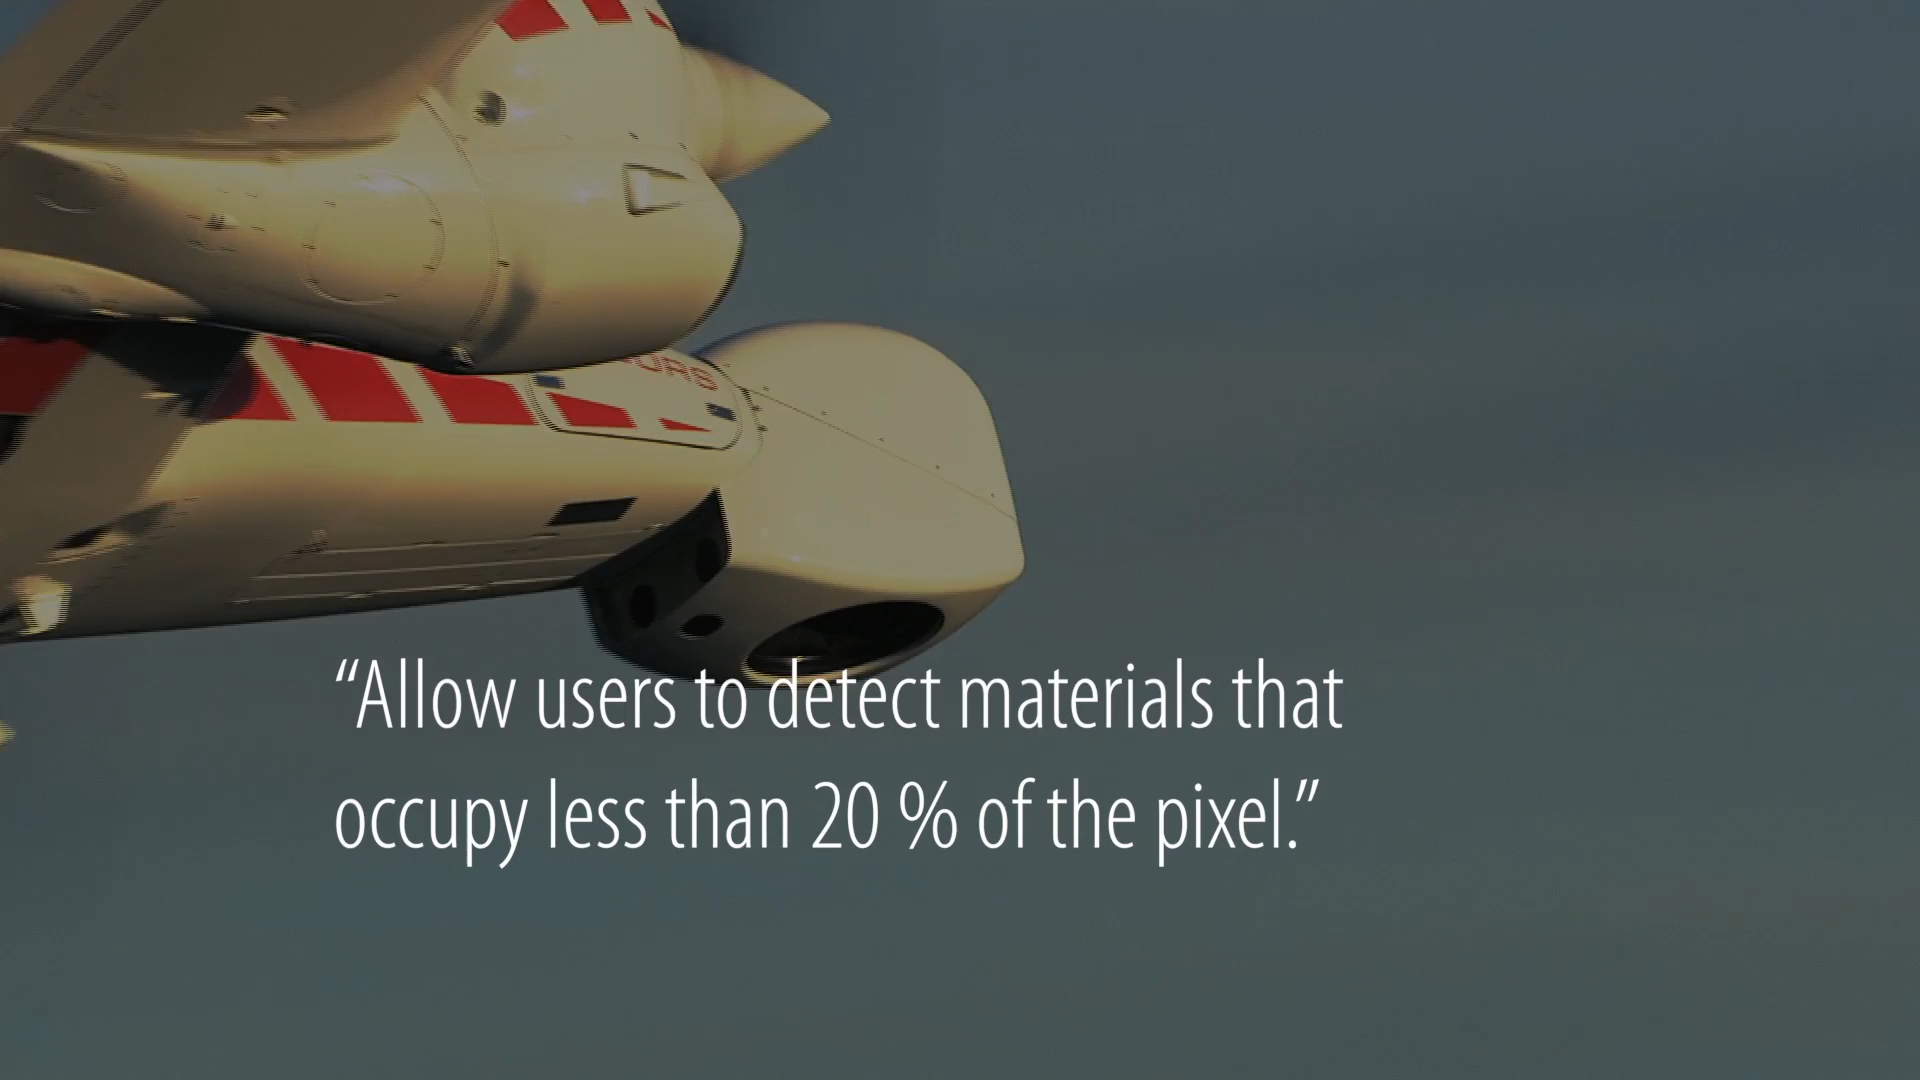 “Allow users to detect materials that
occupy less than 20 % of the pixel.”